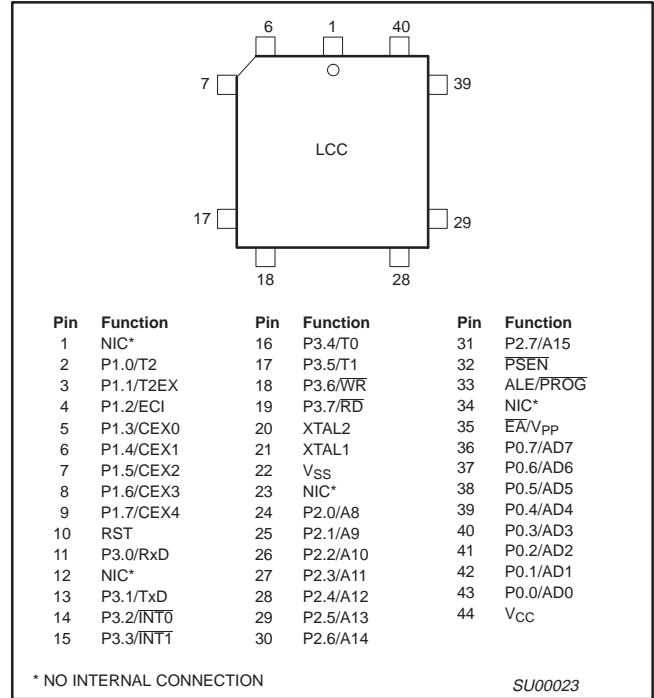 6 1 40
7 39
LCC
17 29
18 28
Pin Function Pin Function Pin Function
1 NIC* 16 P3.4/T0 31 P2.7/A15
2 P1.0/T2 17 P3.5/T1 32 PSEN
3 P1.1/T2EX 18 P3.6/WR 33 ALE/PROG
4 P1.2/ECI 19 P3.7/RD 34 NIC*
5 P1.3/CEX0 20 XTAL2 35 EA/VPP
6 P1.4/CEX1 21 XTAL1 36 P0.7/AD7
7 P1.5/CEX2 22 VSS 37 P0.6/AD6
8 P1.6/CEX3 23 NIC* 38 P0.5/AD5
9 P1.7/CEX4 24 P2.0/A8 39 P0.4/AD4
10 RST 25 P2.1/A9 40 P0.3/AD3
11 P3.0/RxD 26 P2.2/A10 41 P0.2/AD2
12 NIC* 27 P2.3/A11 42 P0.1/AD1
13 P3.1/TxD 28 P2.4/A12 43 P0.0/AD0
14 P3.2/INT0 29 P2.5/A13 44 VCC
15 P3.3/INT1 30 P2.6/A14
* NO INTERNAL CONNECTION SU00023